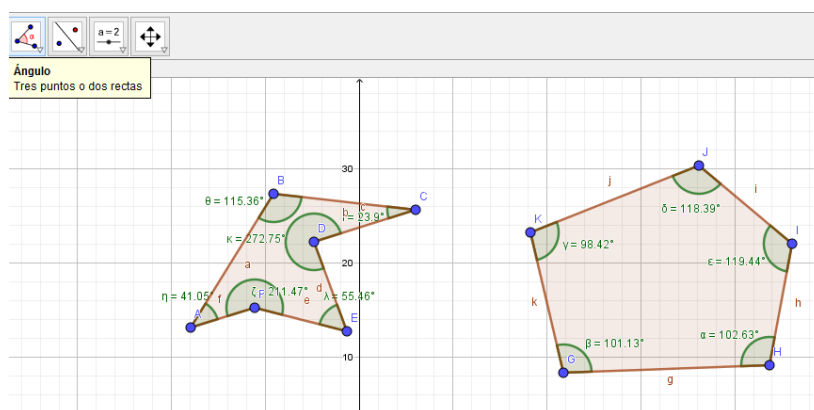 α
a = 2
Ángulo
Tres puntos o dos rectas
30
20
10
B
θ = 115.36°
C
b
c
23.9°
D
κ = 272.75°
a
η = 41.05°
f
ζ
F
211.47°
e
d
λ = 55.46°
A
E
J
j
i
δ = 118.39°
K
I
γ = 98.42°
ε = 119.44°
k
h
β = 101.13°
α = 102.63°
G
H
g